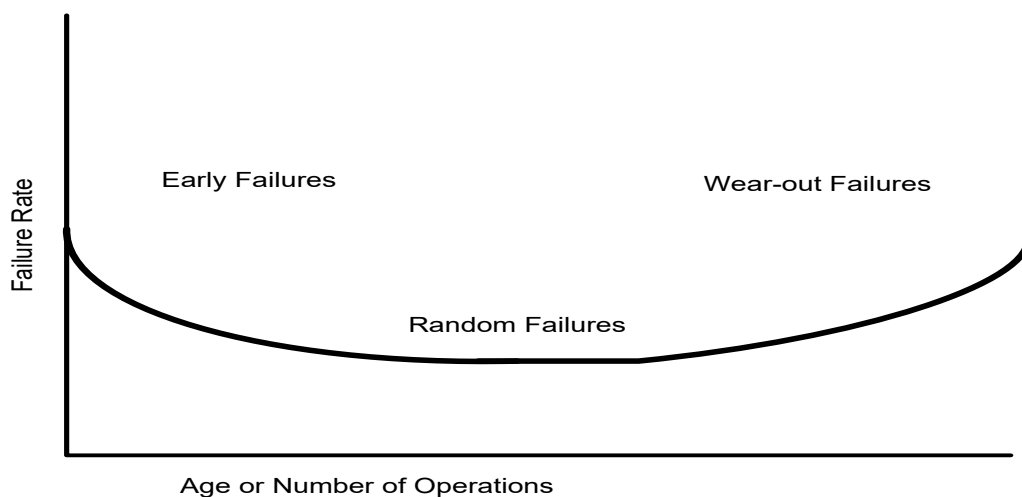 Early Failures
Wear-out Failures
Failure Rate
Random Failures
Age or Number of Operations